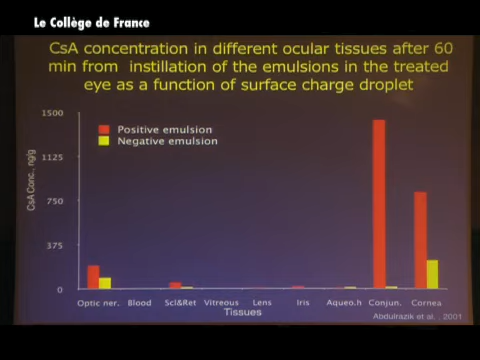 Le Collège de France
CsA concentration in different ocular tissues after 60
min from instillation of the emulsions in the treated
eye as a function of surface charge droplet
1500
1125
750
375
0
CsA Conc., ng/g
Positive emulsion
Negative emulsion
Optic ner. Blood Scl&Ret Vitreous Lens Iris Aqueo.h Conjun. Cornea
Tissues
Abdulrazik et al. , 2001